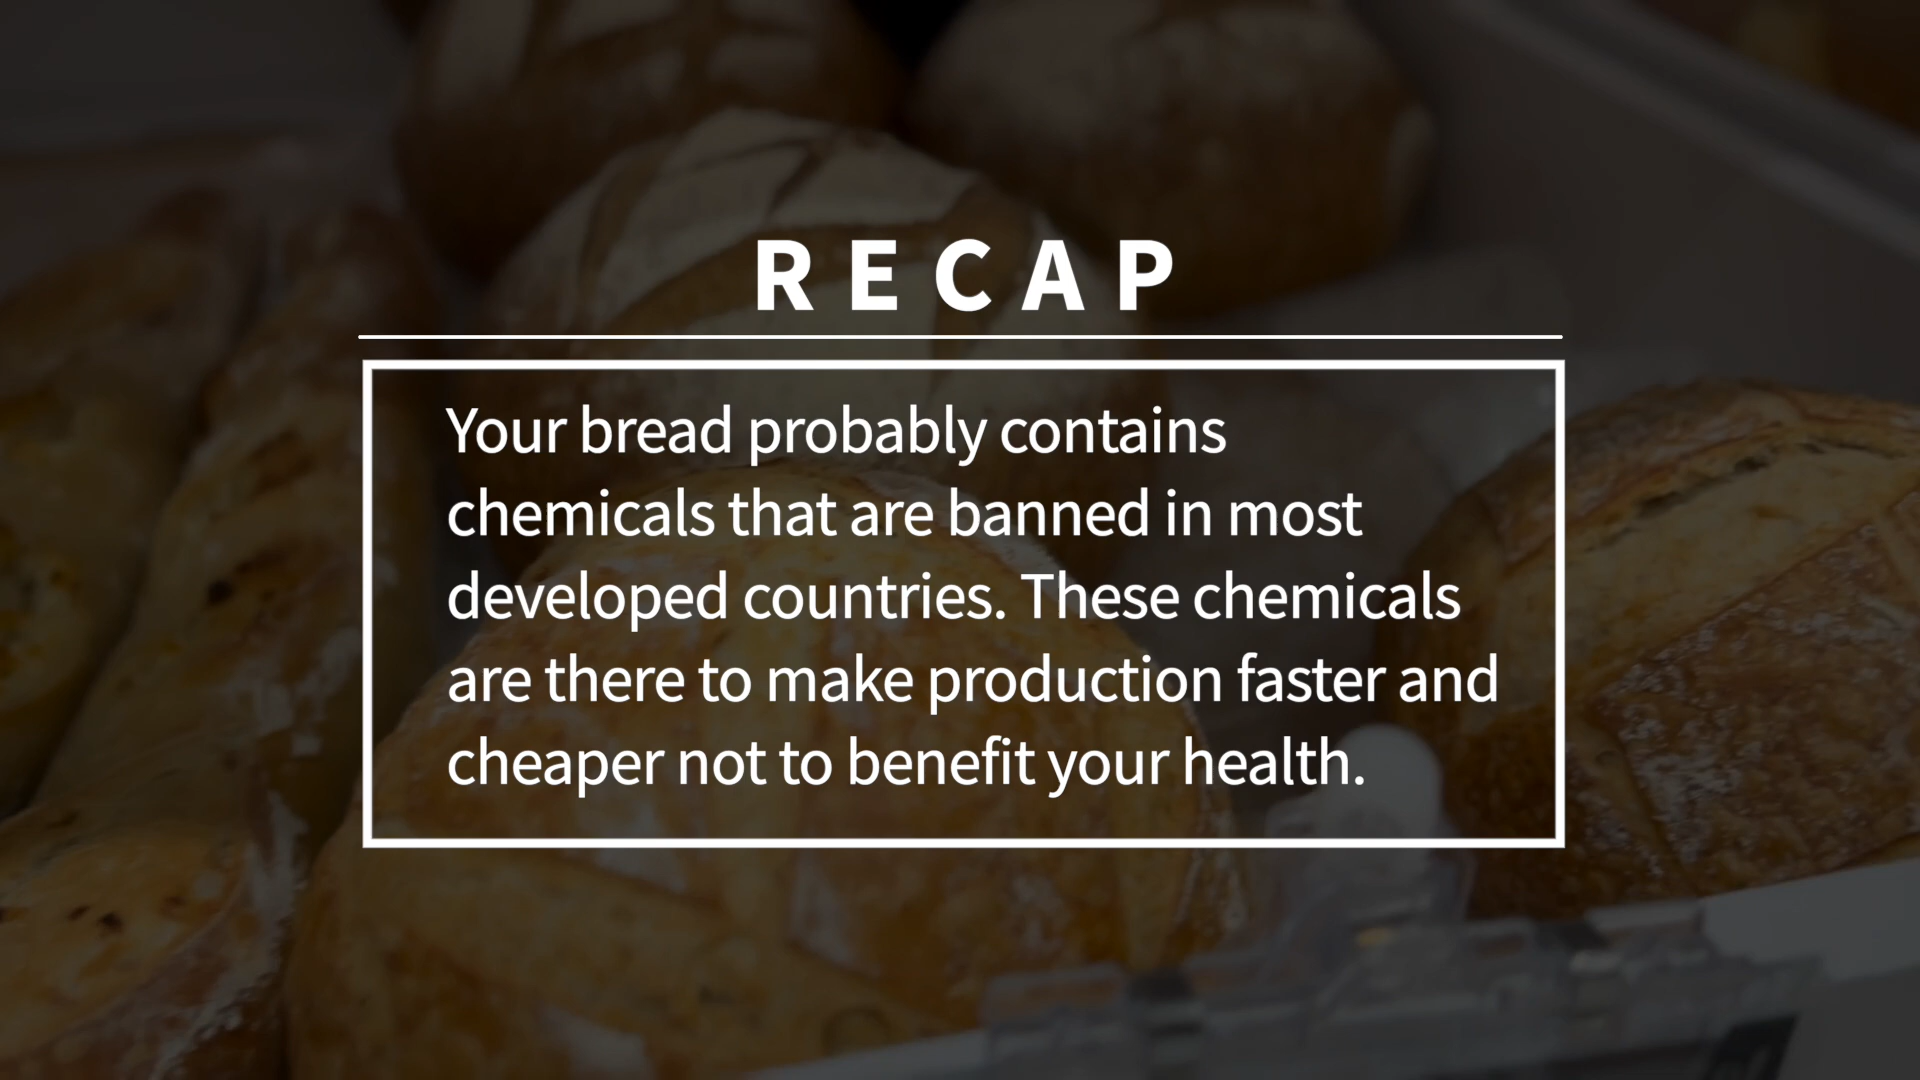 RECAP
Your bread probably contains
chemicals that are banned in most
developed countries. These chemicals
are there to make production faster and
cheaper not to benefit your health.